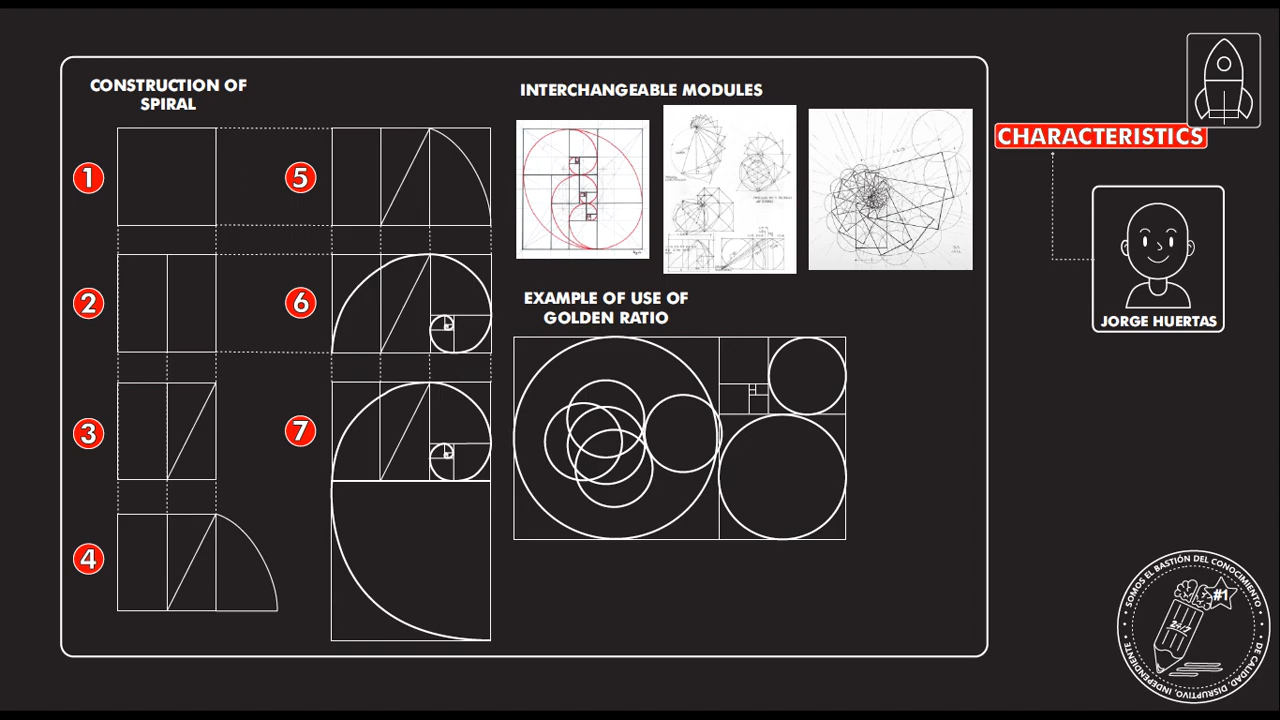 CONSTRUCTION OF
SPIRAL
1
2
3
4
5
6
7
INTERCHANGEABLE MODULES
EXAMPLE OF USE OF
GOLDEN RATIO
CHARACTERISTICS
JORGE HUERTAS
SOMOS EL BASTIÓN DEL CONOCIMIENTO
DE CALIDAD, DISRUPTIVO, INDEPENDIENTE
#1
24/7